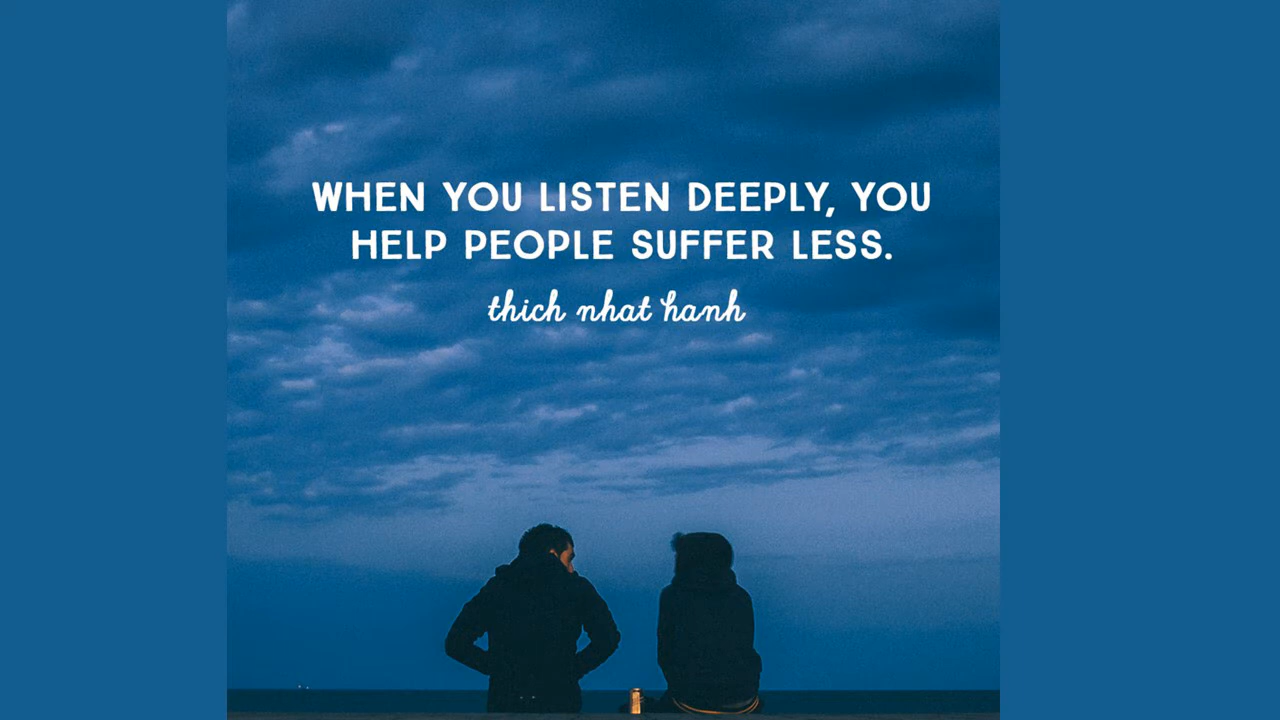 WHEN YOU LISTEN DEEPLY, YOU
HELP PEOPLE SUFFER LESS.
thich nhat hanh